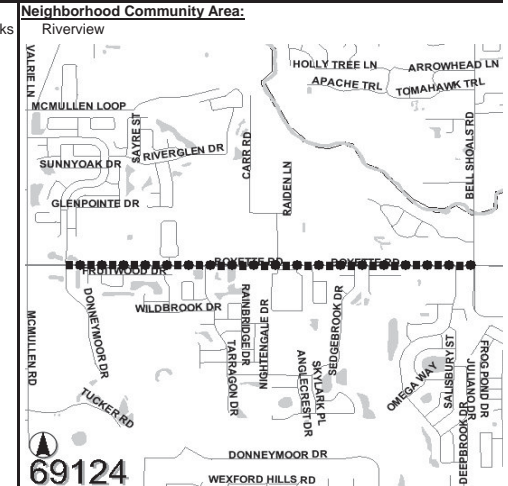 Neighborhood Community Area:
ks
Riverview
VALRIE LN
HOLLY TREE LN
ARROWHEAD LN
APACHE TRL
TOMAHAWK TRL
MCMULLEN LOOP
SAYRE ST
RIVERGLEN DR
CARR RD
BELL SHOALS RD
SUNNYOAK DR
RAIDEN LN
GLENPOINTE DR
BOYETTE RD
BOYETTE RD
FRUITWOOD DR
DONNEYMOOR DR
WILDBROOK DR
RAINBRIDGE DR
NIGHTENGALE DR
SEDGEBROOK DR
MCMULLEN RD
TARRAGON DR
SKYLARK PL
ANGLECREST DR
SALISBURY ST
FROG POND DR
OMEGA WAY
TUCKER RD
DEEPBROOK DR
DONNEYMOOR DR
WEXFORD HILLS RD
69124